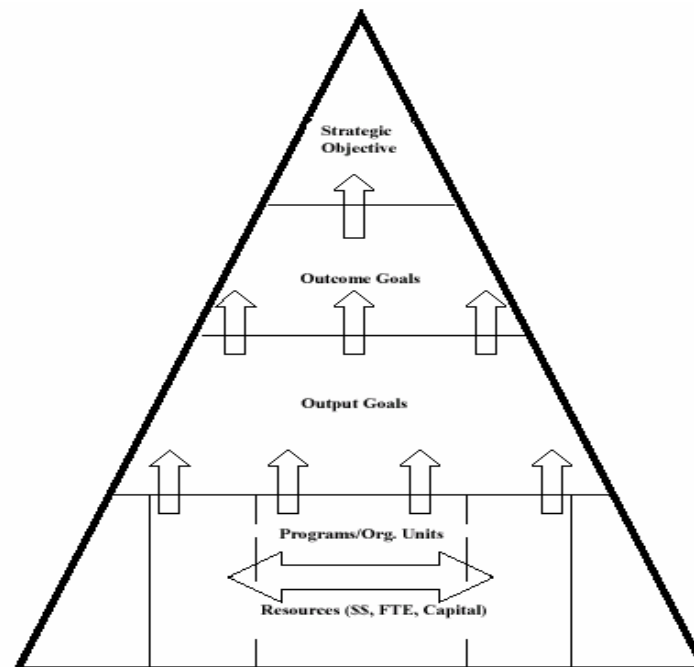 Strategic
Objective
Outcome Goals
Output Goals
Programs/Org. Units
Resources ($$, FTE, Capital)